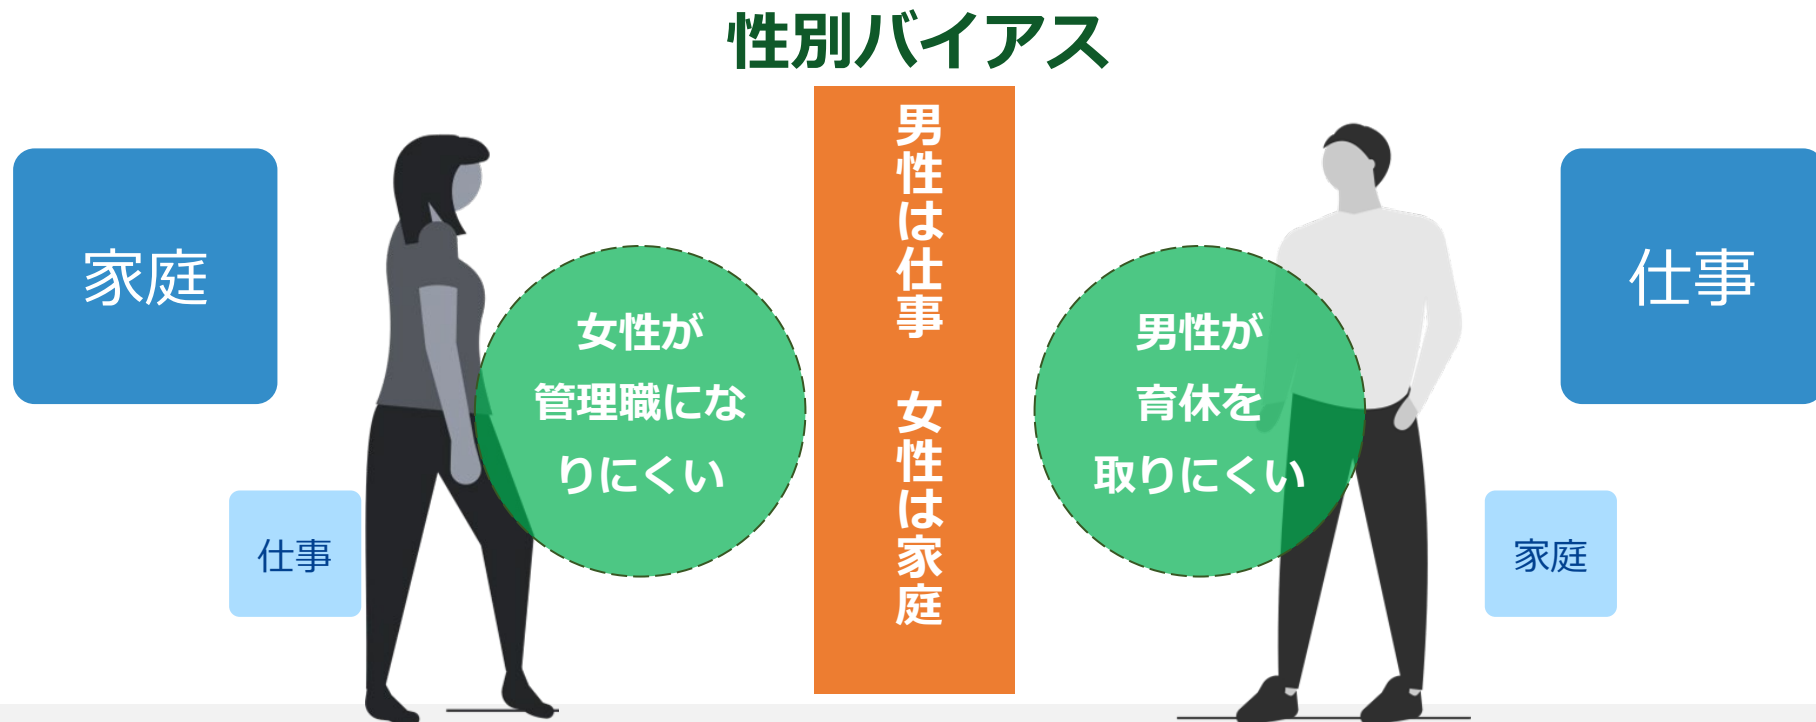 性別バイアス
家庭
仕事
女性が
管理職にな
りにくい
男性は仕事　女性は家庭
男性が
育休を
取りにくい
仕事
家庭